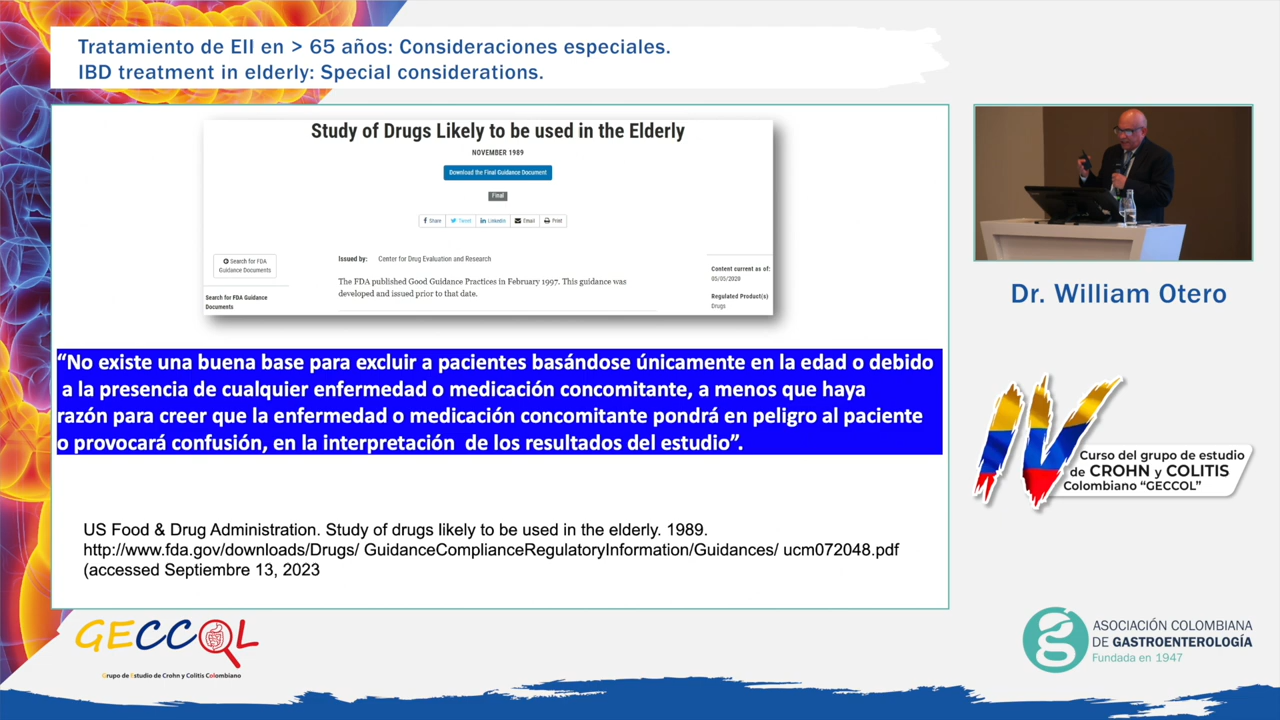 Tratamiento de EII en > 65 años: Consideraciones especiales.
IBD treatment in elderly: Special considerations.
Study of Drugs Likely to be used in the Elderly
NOVEMBER 1989
Download the Final Guidance Document
Final
Share
Tweet
Linkedin
Email
Print
Search for FDA
Guidance Documents
Search for FDA Guidance
Documents
Issued by: Center for Drug Evaluation and Research
The FDA published Good Guidance Practices in February 1997. This guidance was
developed and issued prior to that date.
Content current as of:
05/05/2020
Regulated Product(s)
Drugs
“No existe una buena base para excluir a pacientes basándose únicamente en la edad o debido
a la presencia de cualquier enfermedad o medicación concomitante, a menos que haya
razón para creer que la enfermedad o medicación concomitante pondrá en peligro al paciente
o provocará confusión, en la interpretación de los resultados del estudio”.
US Food & Drug Administration. Study of drugs likely to be used in the elderly. 1989.
http://www.fda.gov/downloads/Drugs/ GuidanceComplianceRegulatoryInformation/Guidances/ ucm072048.pdf
(accessed Septiembre 13, 2023
Dr. William Otero
IV
Curso del grupo de estudio
de CROHN y COLITIS
Colombiano “GECCOL”
GECCOL
Grupo de Estudio de Crohn y Colitis Colombiano
ASOCIACIÓN COLOMBIANA
DE GASTROENTEROLOGÍA
Fundada en 1947